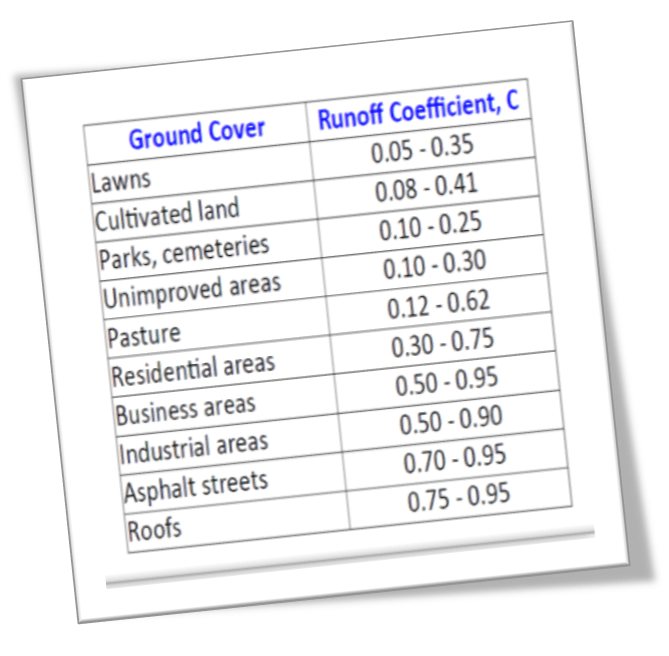 Ground Cover Runoff Coefficient, C
Lawns 0.05 - 0.35
Cultivated land 0.08 - 0.41
Parks, cemeteries 0.10 - 0.25
Unimproved areas 0.10 - 0.30
Pasture 0.12 - 0.62
Residential areas 0.30 - 0.75
Business areas 0.50 - 0.95
Industrial areas 0.50 - 0.90
Asphalt streets 0.70 - 0.95
Roofs 0.75 - 0.95